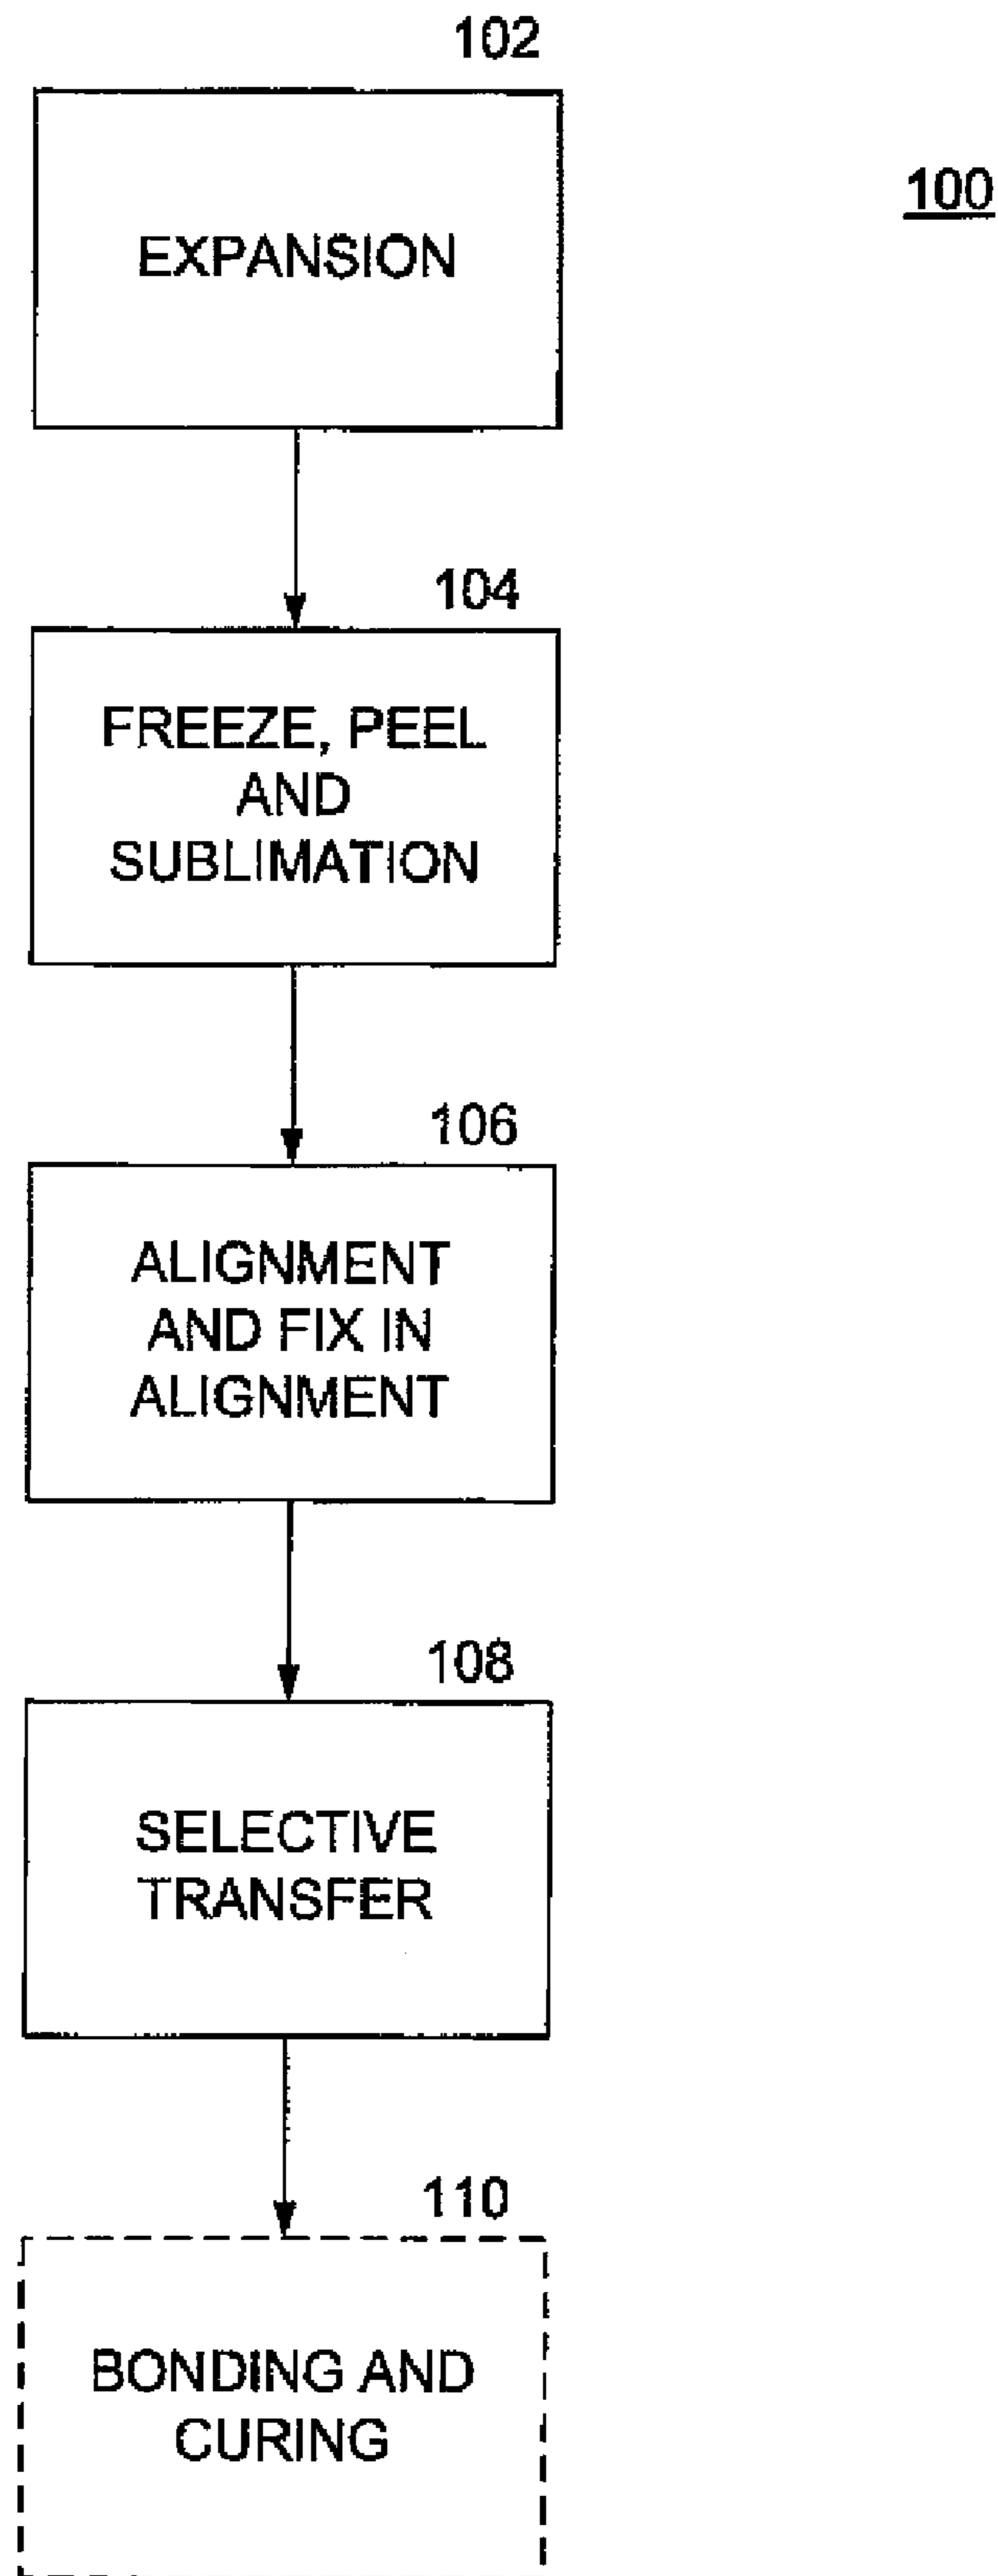 102
100
EXPANSION
104
FREEZE, PEEL
AND
SUBLIMATION
106
ALIGNMENT
AND FIX IN
ALIGNMENT
108
SELECTIVE
TRANSFER
110
BONDING AND
CURING